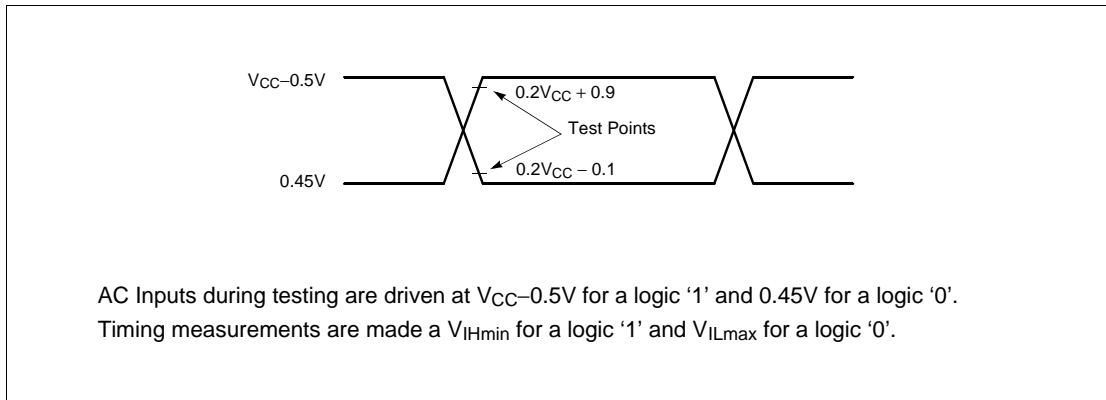 VCC−0.5V
0.2VCC + 0.9
Test Points
0.2VCC − 0.1
0.45V
AC Inputs during testing are driven at VCC−0.5V for a logic ‘1’ and 0.45V for a logic ‘0’.
Timing measurements are made a VIHmin for a logic ‘1’ and VILmax for a logic ‘0’.